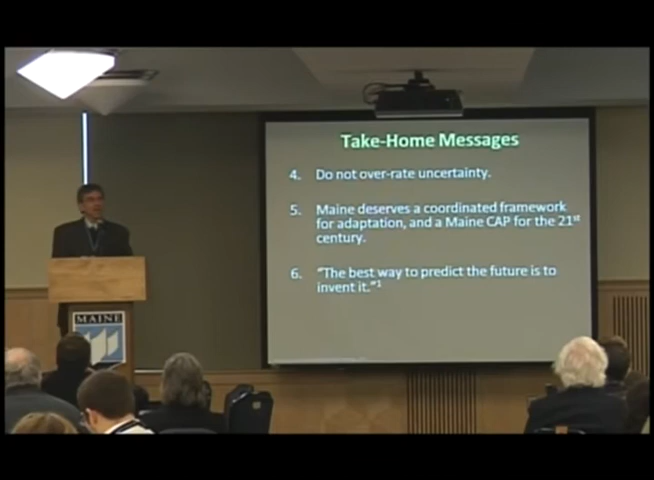 Take-Home Messages
4. Do not over-rate uncertainty.
5. Maine deserves a coordinated framework
for adaptation, and a Maine CAP for the 21st
century.
6. "The best way to predict the future is to
invent it."1
MAINE